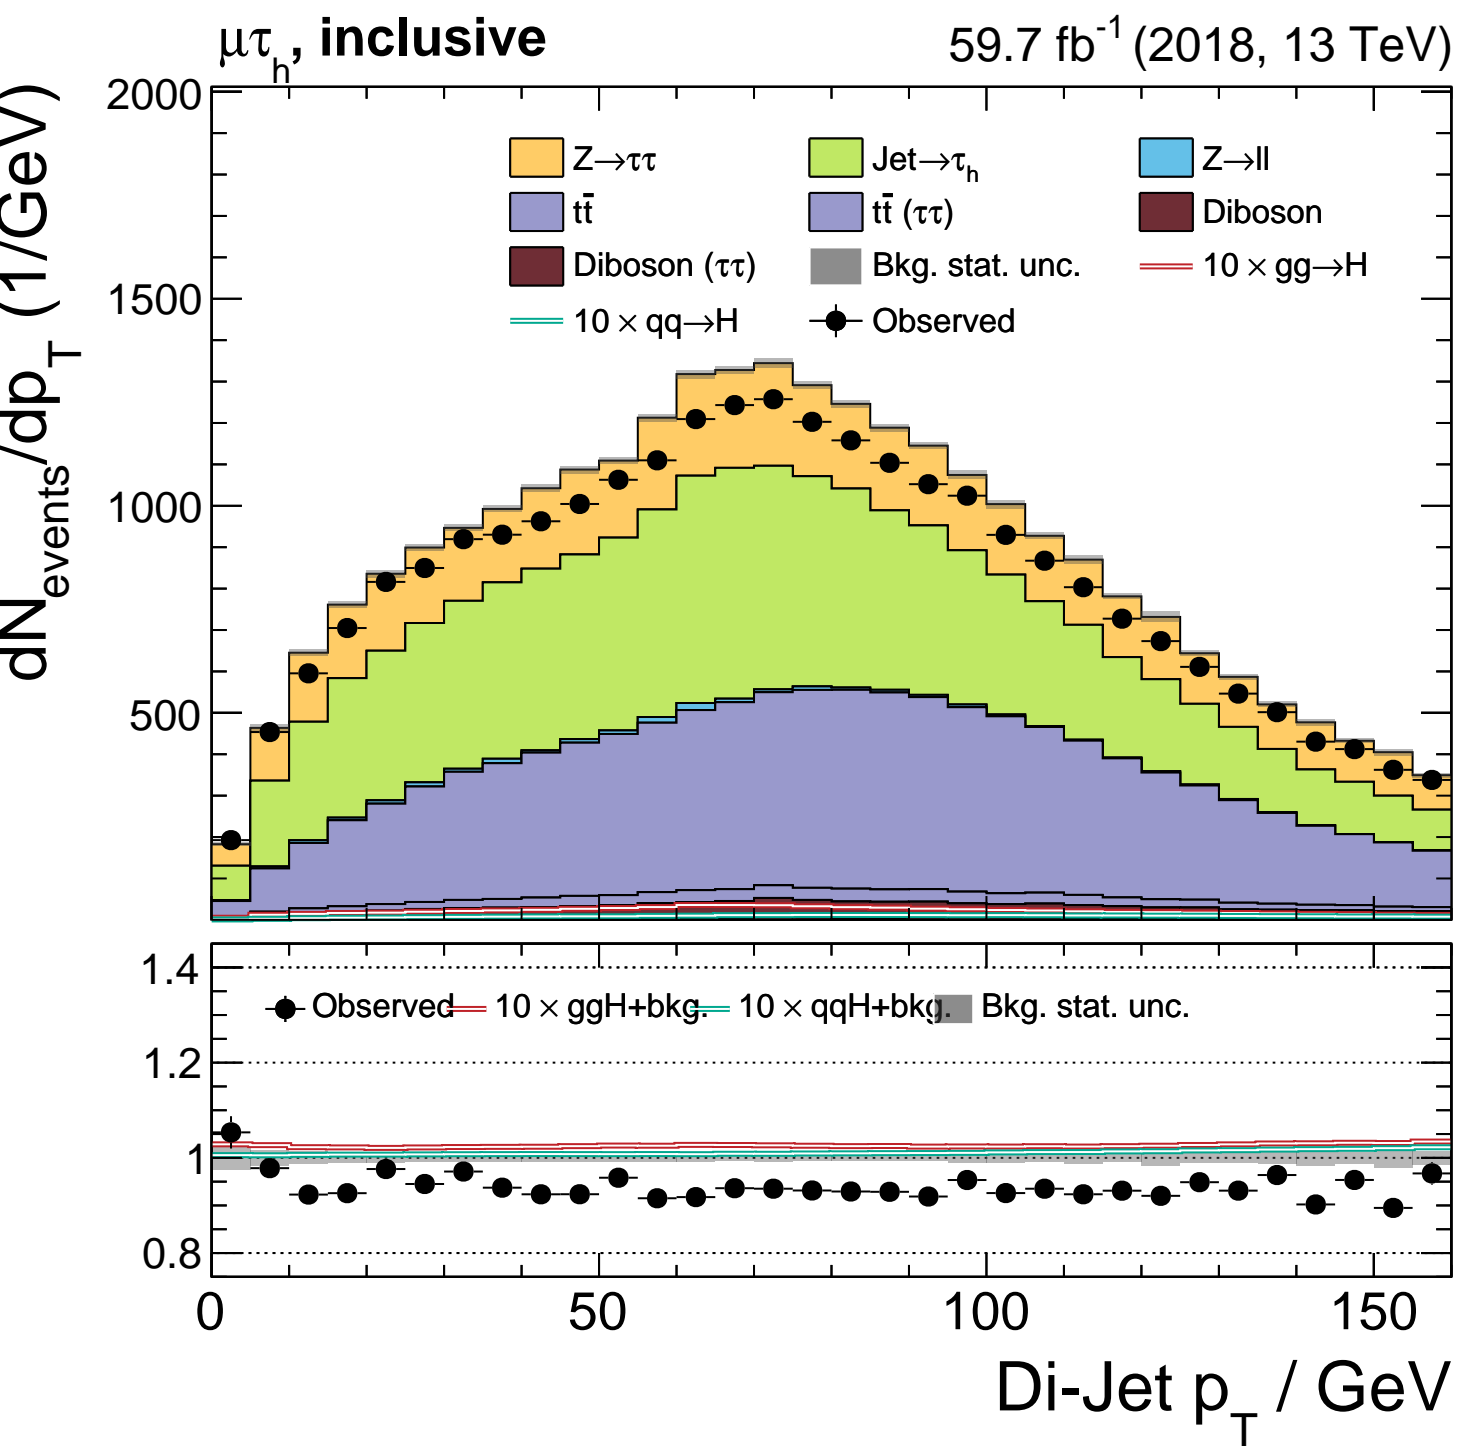 μτh, inclusive 59.7 fb-1 (2018, 13 TeV)
dNevents/dpT (1/GeV)
2000
1500
1000
500
Z→ττ Jet→τh Z→ll
tt̄ tt̄ (ττ) Diboson
Diboson (ττ) Bkg. stat. unc. 10 × gg→H
10 × qq→H Observed
1.4
1.2
1
0.8
Observed 10 × ggH+bkg. 10 × qqH+bkg. Bkg. stat. unc.
0 50 100 150
Di-Jet pT / GeV